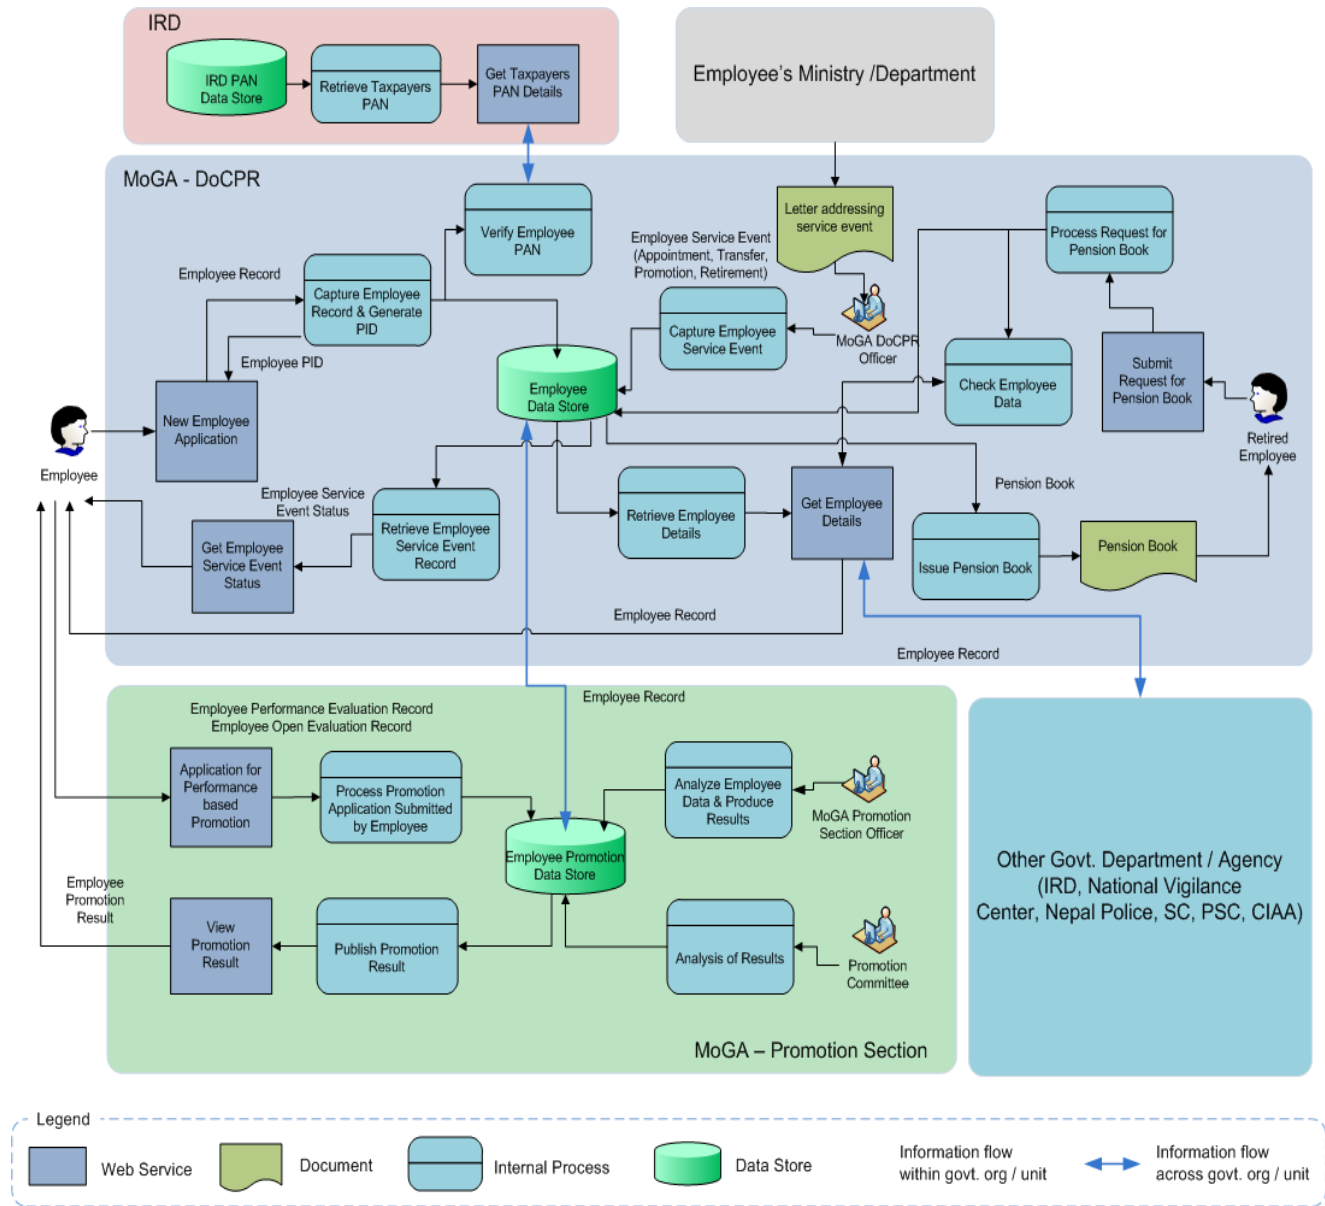 IRD
IRD PAN
Data Store
Retrieve Taxpayers
PAN
Get Taxpayers
PAN Details
Employee's Ministry /Department
MoGA - DoCPR
Verify Employee
PAN
Letter addressing
service event
Process Request for
Pension Book
Employee Service Event
(Appointment, Transfer,
Promotion, Retirement)
Employee Record
Capture Employee
Record & Generate
PID
Capture Employee
Service Event
MoGA DoCPR
Officer
Employee PID
Submit
Request for
Pension Book
Employee
Data Store
Check Employee
Data
New Employee
Application
Retired
Employee
Employee
Pension Book
Employee Service
Event Status
Retrieve Employee
Service Event
Record
Retrieve Employee
Details
Get Employee
Details
Get Employee
Service Event
Status
Issue Pension Book
Pension Book
Employee Record
Employee Record
Employee Record
Employee Performance Evaluation Record
Employee Open Evaluation Record
Application for
Performance
based
Promotion
Process Promotion
Application Submitted
by Employee
Analyze Employee
Data & Produce
Results
MoGA Promotion
Section Officer
Employee Promotion
Data Store
Other Govt. Department / Agency
(IRD, National Vigilance
Center, Nepal Police, SC, PSC, CIAA)
Employee
Promotion
Result
View
Promotion
Result
Publish Promotion
Result
Analysis of Results
Promotion
Committee
MoGA – Promotion Section
Legend
Web Service
Document
Internal Process
Data Store
Information flow
within govt. org / unit
Information flow
across govt. org / unit